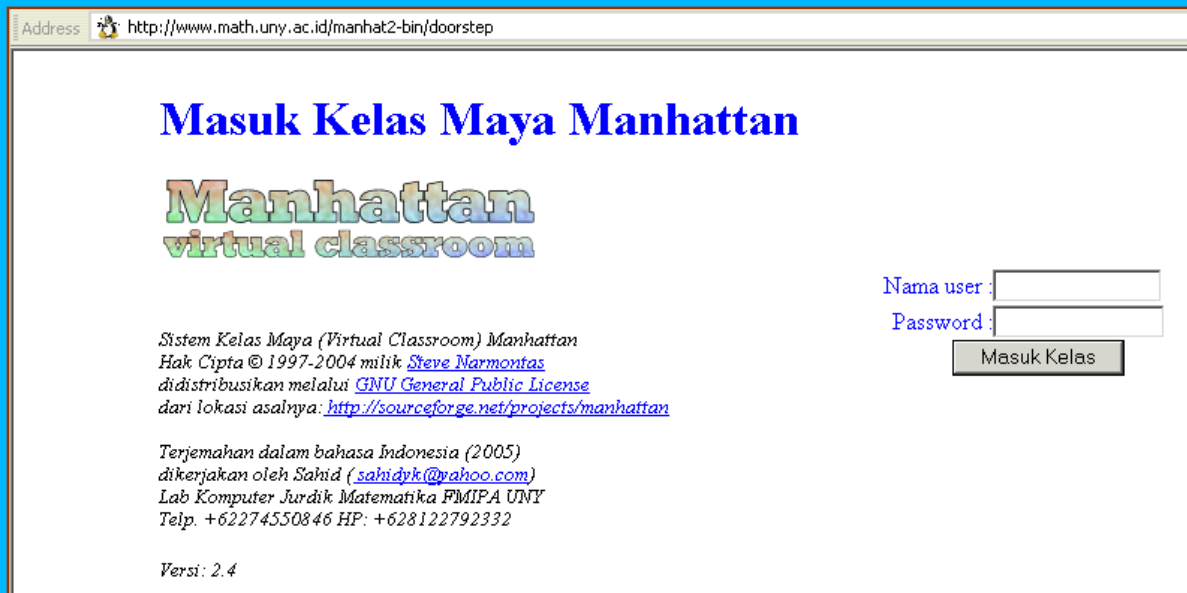 Address http://www.math.uny.ac.id/manhat2-bin/doorstep
Masuk Kelas Maya Manhattan
Manhattan
virtual classroom
Nama user :
Password :
Masuk Kelas
Sistem Kelas Maya (Virtual Classroom) Manhattan
Hak Cipta © 1997-2004 milik Steve Narmontas
didistribusikan melalui GNU General Public License
dari lokasi asalnya: http://sourceforge.net/projects/manhattan
Terjemahan dalam bahasa Indonesia (2005)
dikerjakan oleh Sahid ( sahidyk@yahoo.com)
Lab Komputer Jurdik Matematika FMIPA UNY
Telp. +62274550846 HP: +628122792332
Versi: 2.4